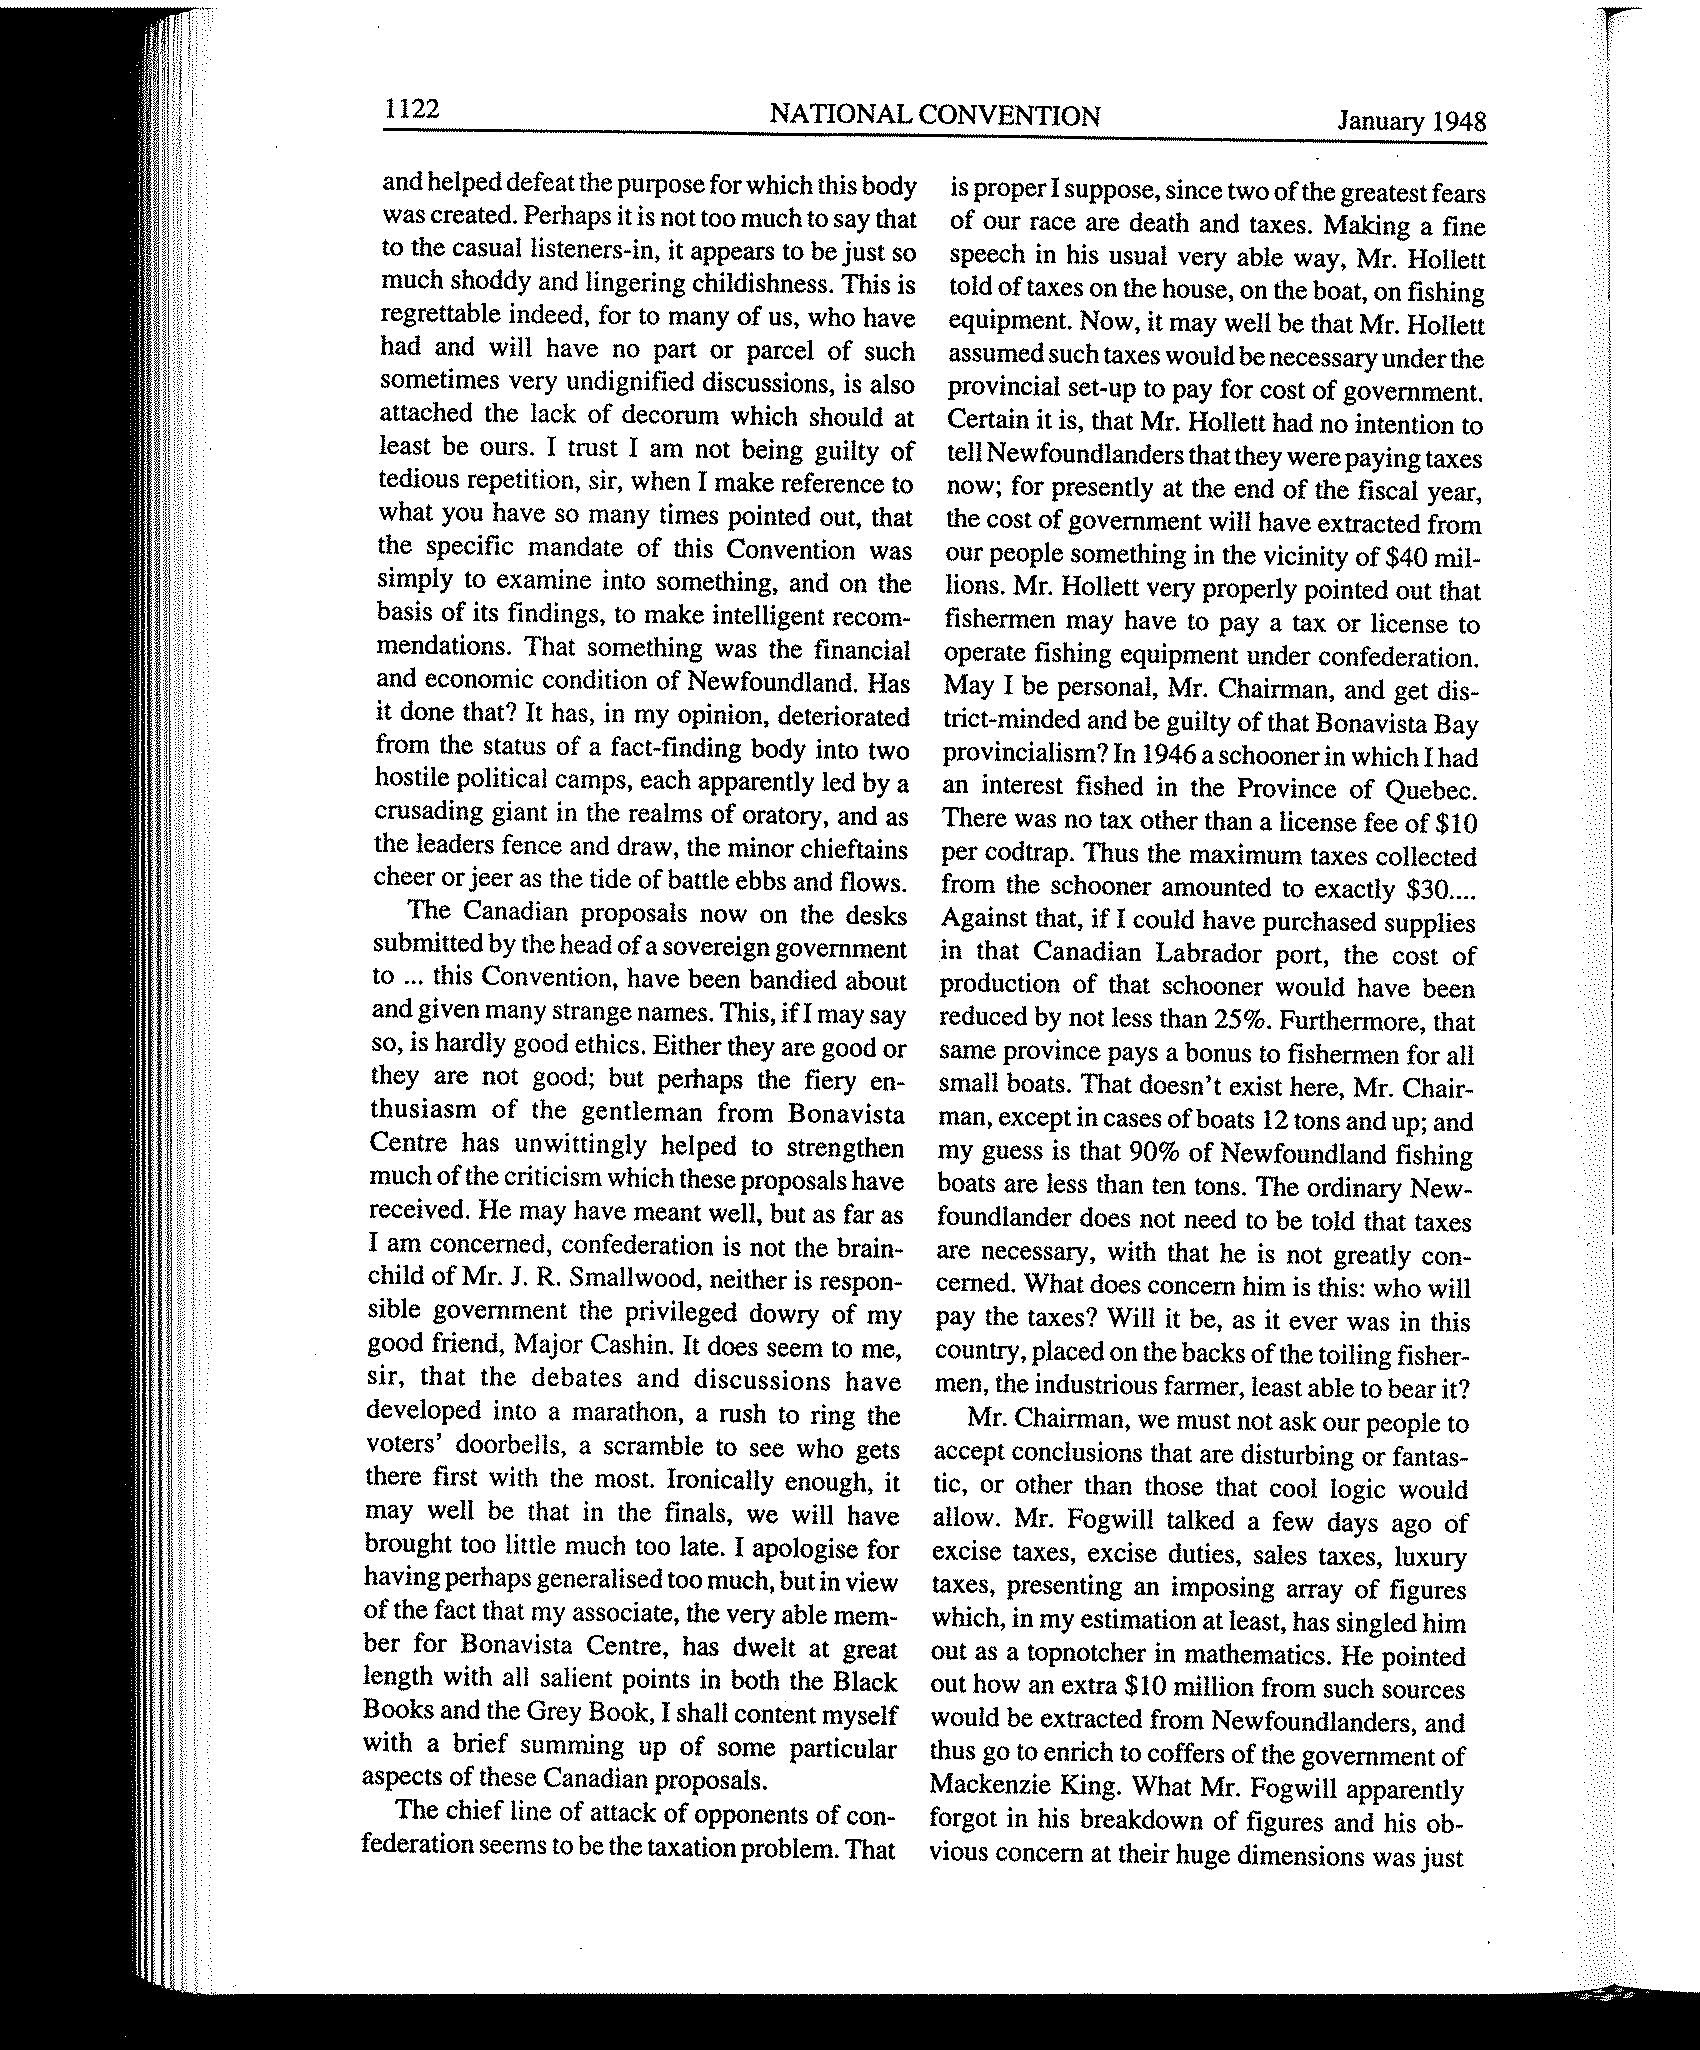 1122
NATIONAL CONVENTION
January 1948
and helped defeat the purpose for which this body
was created. Perhaps it is not too much to say that
to the casual listeners-in, it appears to be just so
much shoddy and lingering childishness. This is
regrettable indeed, for to many of us, who have
had and will have no part or parcel of such
sometimes very undignified discussions, is also
attached the lack of decorum which should at
least be ours. I trust I am not being guilty of
tedious repetition, sir, when I make reference to
what you have so many times pointed out, that
the specific mandate of this Convention was
simply to examine into something, and on the
basis of its findings, to make intelligent recom-
mendations. That something was the financial
and economic condition of Newfoundland. Has
it done that? It has, in my opinion, deteriorated
from the status of a fact-finding body into two
hostile political camps, each apparently led by a
crusading giant in the realms of oratory, and as
the leaders fence and draw, the minor chieftains
cheer or jeer as the tide of battle ebbs and flows.
The Canadian proposals now on the desks
submitted by the head of a sovereign government
to ... this Convention, have been bandied about
and given many strange names. This, if I may say
so, is hardly good ethics. Either they are good or
they are not good; but perhaps the fiery en-
thusiasm of the gentleman from Bonavista
Centre has unwittingly helped to strengthen
much of the criticism which these proposals have
received. He may have meant well, but as far as
I am concerned, confederation is not the brain-
child of Mr. J. R. Smallwood, neither is respon-
sible government the privileged dowry of my
good friend, Major Cashin. It does seem to me,
sir, that the debates and discussions have
developed into a marathon, a rush to ring the
voters' doorbells, a scramble to see who gets
there first with the most. Ironically enough, it
may well be that in the finals, we will have
brought too little much too late. I apologise for
having perhaps generalised too much, but in view
of the fact that my associate, the very able mem-
ber for Bonavista Centre, has dwelt at great
length with all salient points in both the Black
Books and the Grey Book, I shall content myself
with a brief summing up of some particular
aspects of these Canadian proposals.
The chief line of attack of opponents of con-
federation seems to be the taxation problem. That
is proper I suppose, since two of the greatest fears
of our race are death and taxes. Making a fine
speech in his usual very able way, Mr. Hollett
told of taxes on the house, on the boat, on fishing
equipment. Now, it may well be that Mr. Hollett
assumed such taxes would be necessary under the
provincial set-up to pay for cost of government.
Certain it is, that Mr. Hollett had no intention to
tell Newfoundlanders that they were paying taxes
now; for presently at the end of the fiscal year,
the cost of government will have extracted from
our people something in the vicinity of $40 mil-
lions. Mr. Hollett very properly pointed out that
fishermen may have to pay a tax or license to
operate fishing equipment under confederation.
May I be personal, Mr. Chairman, and get dis-
trict-minded and be guilty of that Bonavista Bay
provincialism? In 1946 a schooner in which I had
an interest fished in the Province of Quebec.
There was no tax other than a license fee of $10
per codtrap. Thus the maximum taxes collected
from the schooner amounted to exactly $30....
Against that, if I could have purchased supplies
in that Canadian Labrador port, the cost of
production of that schooner would have been
reduced by not less than 25%. Furthermore, that
same province pays a bonus to fishermen for all
small boats. That doesn't exist here, Mr. Chair-
man, except in cases of boats 12 tons and up; and
my guess is that 90% of Newfoundland fishing
boats are less than ten tons. The ordinary New-
foundlander does not need to be told that taxes
are necessary, with that he is not greatly con-
cerned. What does concern him is this: who will
pay the taxes? Will it be, as it ever was in this
country, placed on the backs of the toiling fisher-
men, the industrious farmer, least able to bear it?
Mr. Chairman, we must not ask our people to
accept conclusions that are disturbing or fantas-
tic, or other than those that cool logic would
allow. Mr. Fogwill talked a few days ago of
excise taxes, excise duties, sales taxes, luxury
taxes, presenting an imposing array of figures
which, in my estimation at least, has singled him
out as a topnotcher in mathematics. He pointed
out how an extra $10 million from such sources
would be extracted from Newfoundlanders, and
thus go to enrich to coffers of the government of
Mackenzie King. What Mr. Fogwill apparently
forgot in his breakdown of figures and his ob-
vious concern at their huge dimensions was just